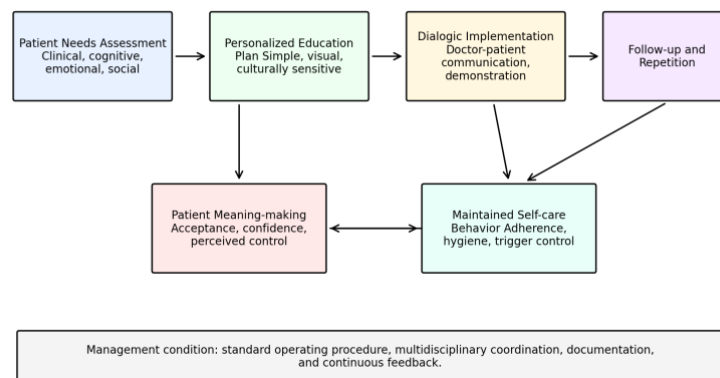 Patient Needs Assessment
Clinical, cognitive,
emotional, social
Personalized Education
Plan Simple, visual,
culturally sensitive
Dialogic Implementation
Doctor-patient
communication,
demonstration
Follow-up and
Repetition
Patient Meaning-making
Acceptance, confidence,
perceived control
Maintained Self-care
Behavior Adherence,
hygiene, trigger control
Management condition: standard operating procedure, multidisciplinary coordination, documentation,
and continuous feedback.